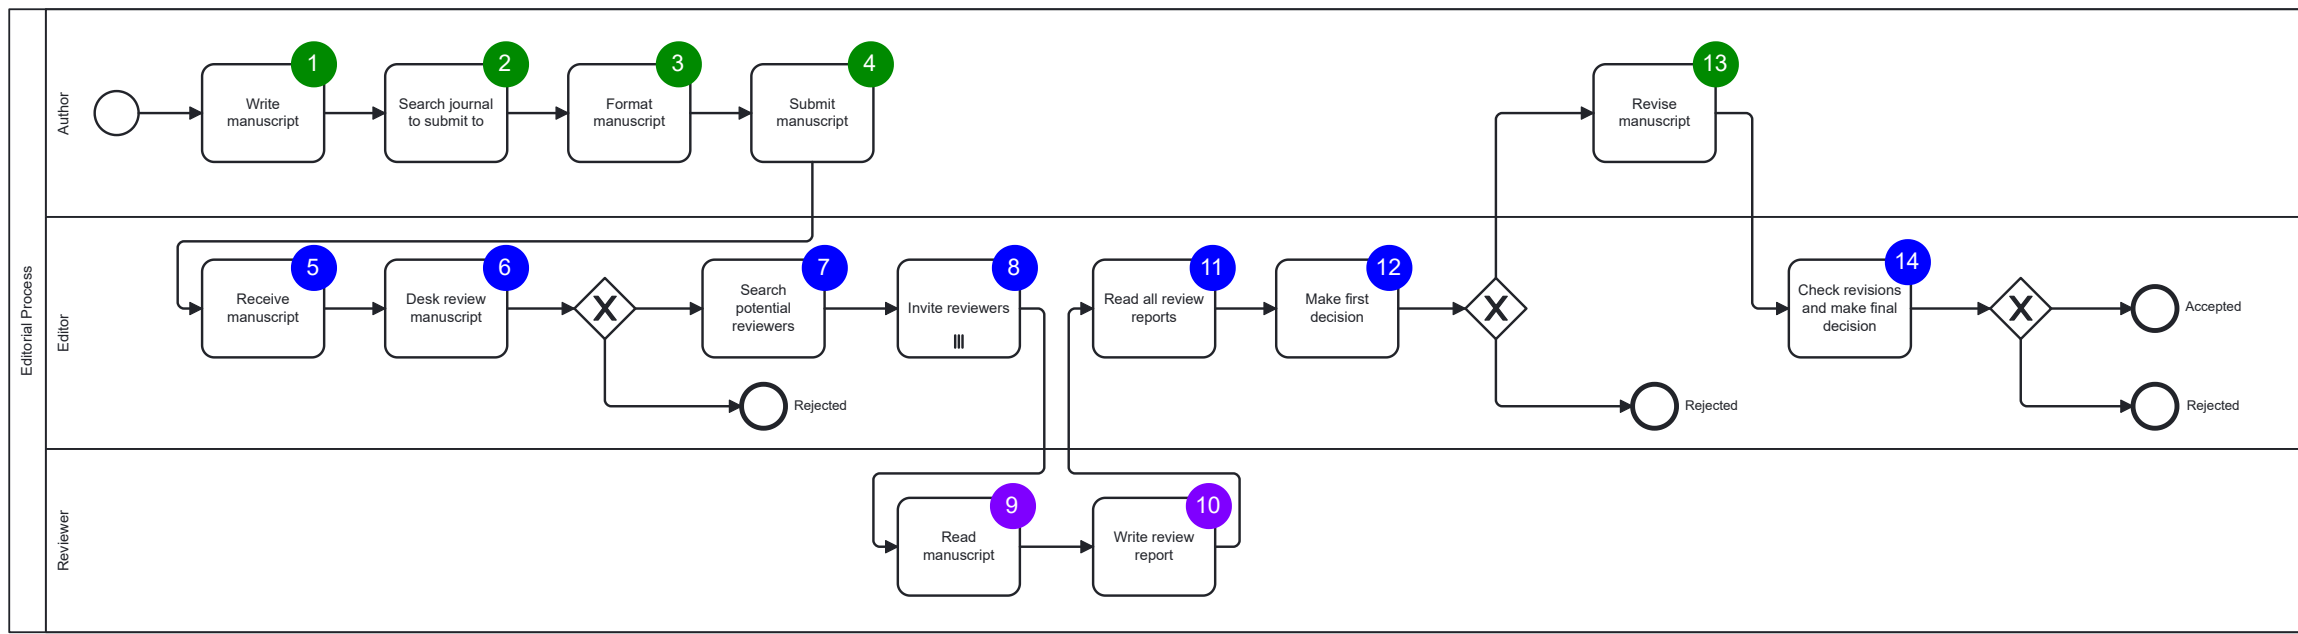 Editorial Process
Author
1
Write
manuscript
2
Search journal
to submit to
3
Format
manuscript
4
Submit
manuscript
13
Revise
manuscript
Editor
5
Receive
manuscript
6
Desk review
manuscript
X
Rejected
7
Search
potential
reviewers
8
Invite reviewers
11
Read all review
reports
12
Make first
decision
X
Rejected
14
Check revisions
and make final
decision
X
Accepted
Rejected
Reviewer
9
Read
manuscript
10
Write review
report